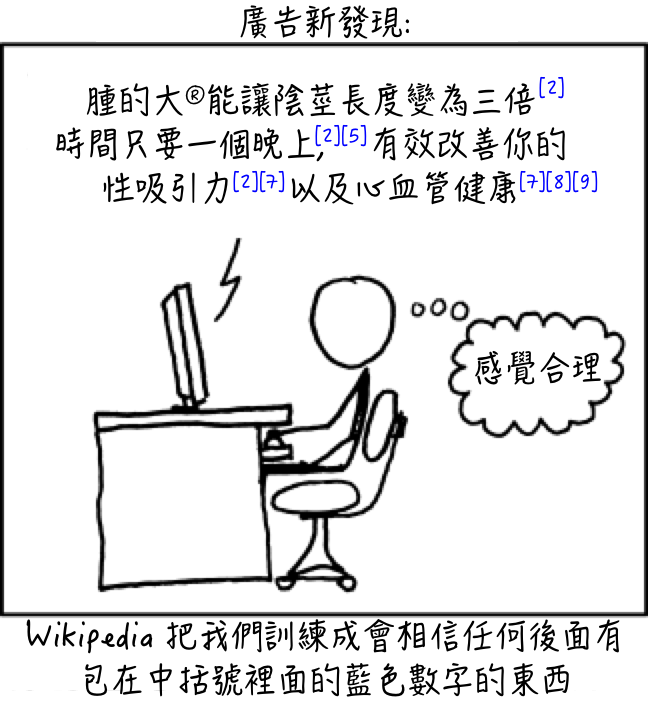 廣告新發現:
腫的大®能讓陰莖長度變為三倍[2]
時間只要一個晚上,[2][5]有效改善你的
性吸引力[2][7]以及心血管健康[7][8][9]
感覺合理
Wikipedia 把我們訓練成會相信任何後面有
包在中括號裡面的藍色數字的東西